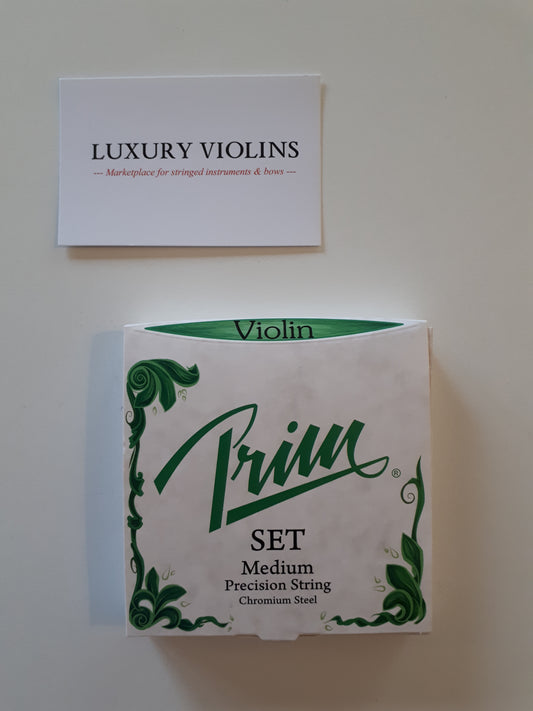 LUXURY VIOLINS
--- Marketplace for stringed instruments & bows ---
Violin
Prim ®
SET
Medium
Precision String
Chromium Steel